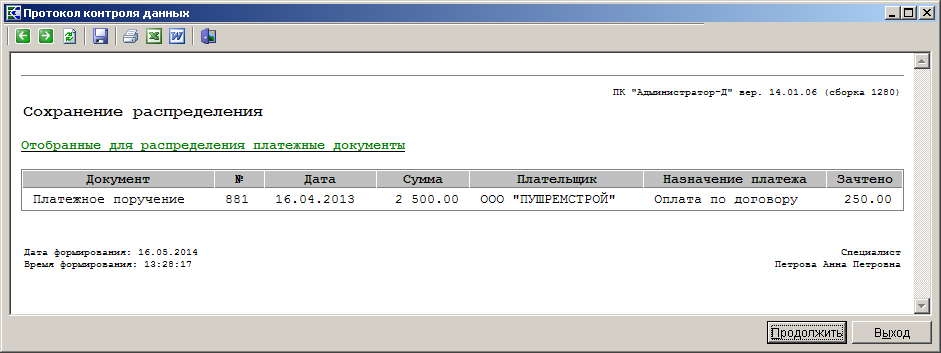 Протокол контроля данных
ПК "Администратор-Д" вер. 14.01.06 (сборка 1280)
Сохранение распределения
Отобранные для распределения платежные документы
Документ № Дата Сумма Плательщик Назначение платежа Зачтено
Платежное поручение 881 16.04.2013 2 500.00 ООО "ПУШРЕМСТРОЙ" Оплата по договору 250.00
Дата формирования: 16.05.2014 Специалист
Время формирования: 13:28:17 Петрова Анна Петровна
Продолжить Выход